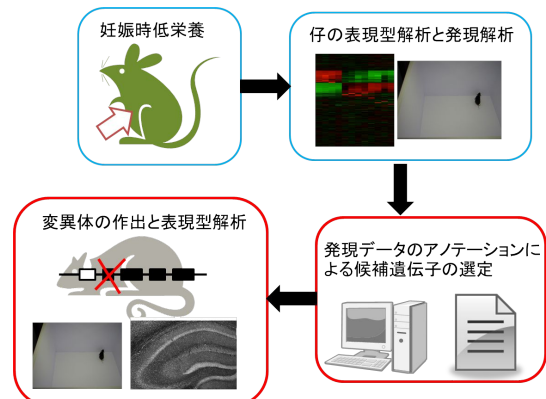 妊娠時低栄養
仔の表現型解析と発現解析
発現データのアノテーションに
よる候補遺伝子の選定
変異体の作出と表現型解析